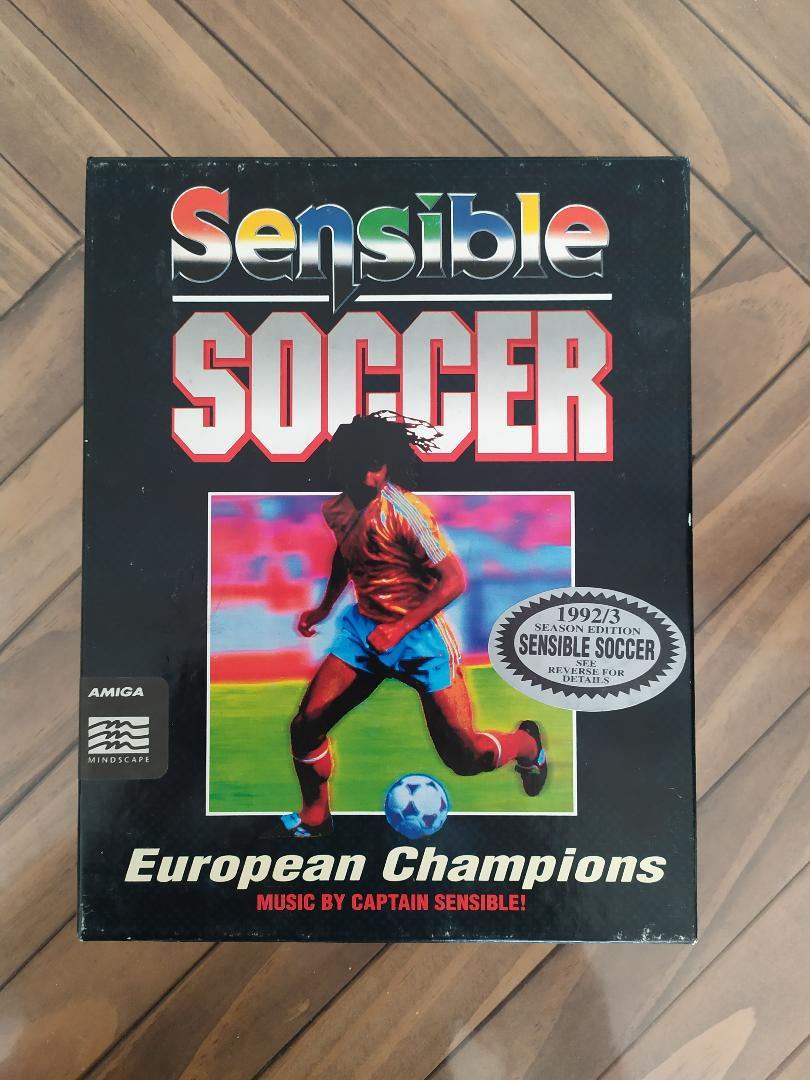 Sensible
SOCCER
1992/3
SEASON EDITION
SENSIBLE SOCCER
SEE
REVERSE FOR
DETAILS
AMIGA
MINDSCAPE
European Champions
MUSIC BY CAPTAIN SENSIBLE!